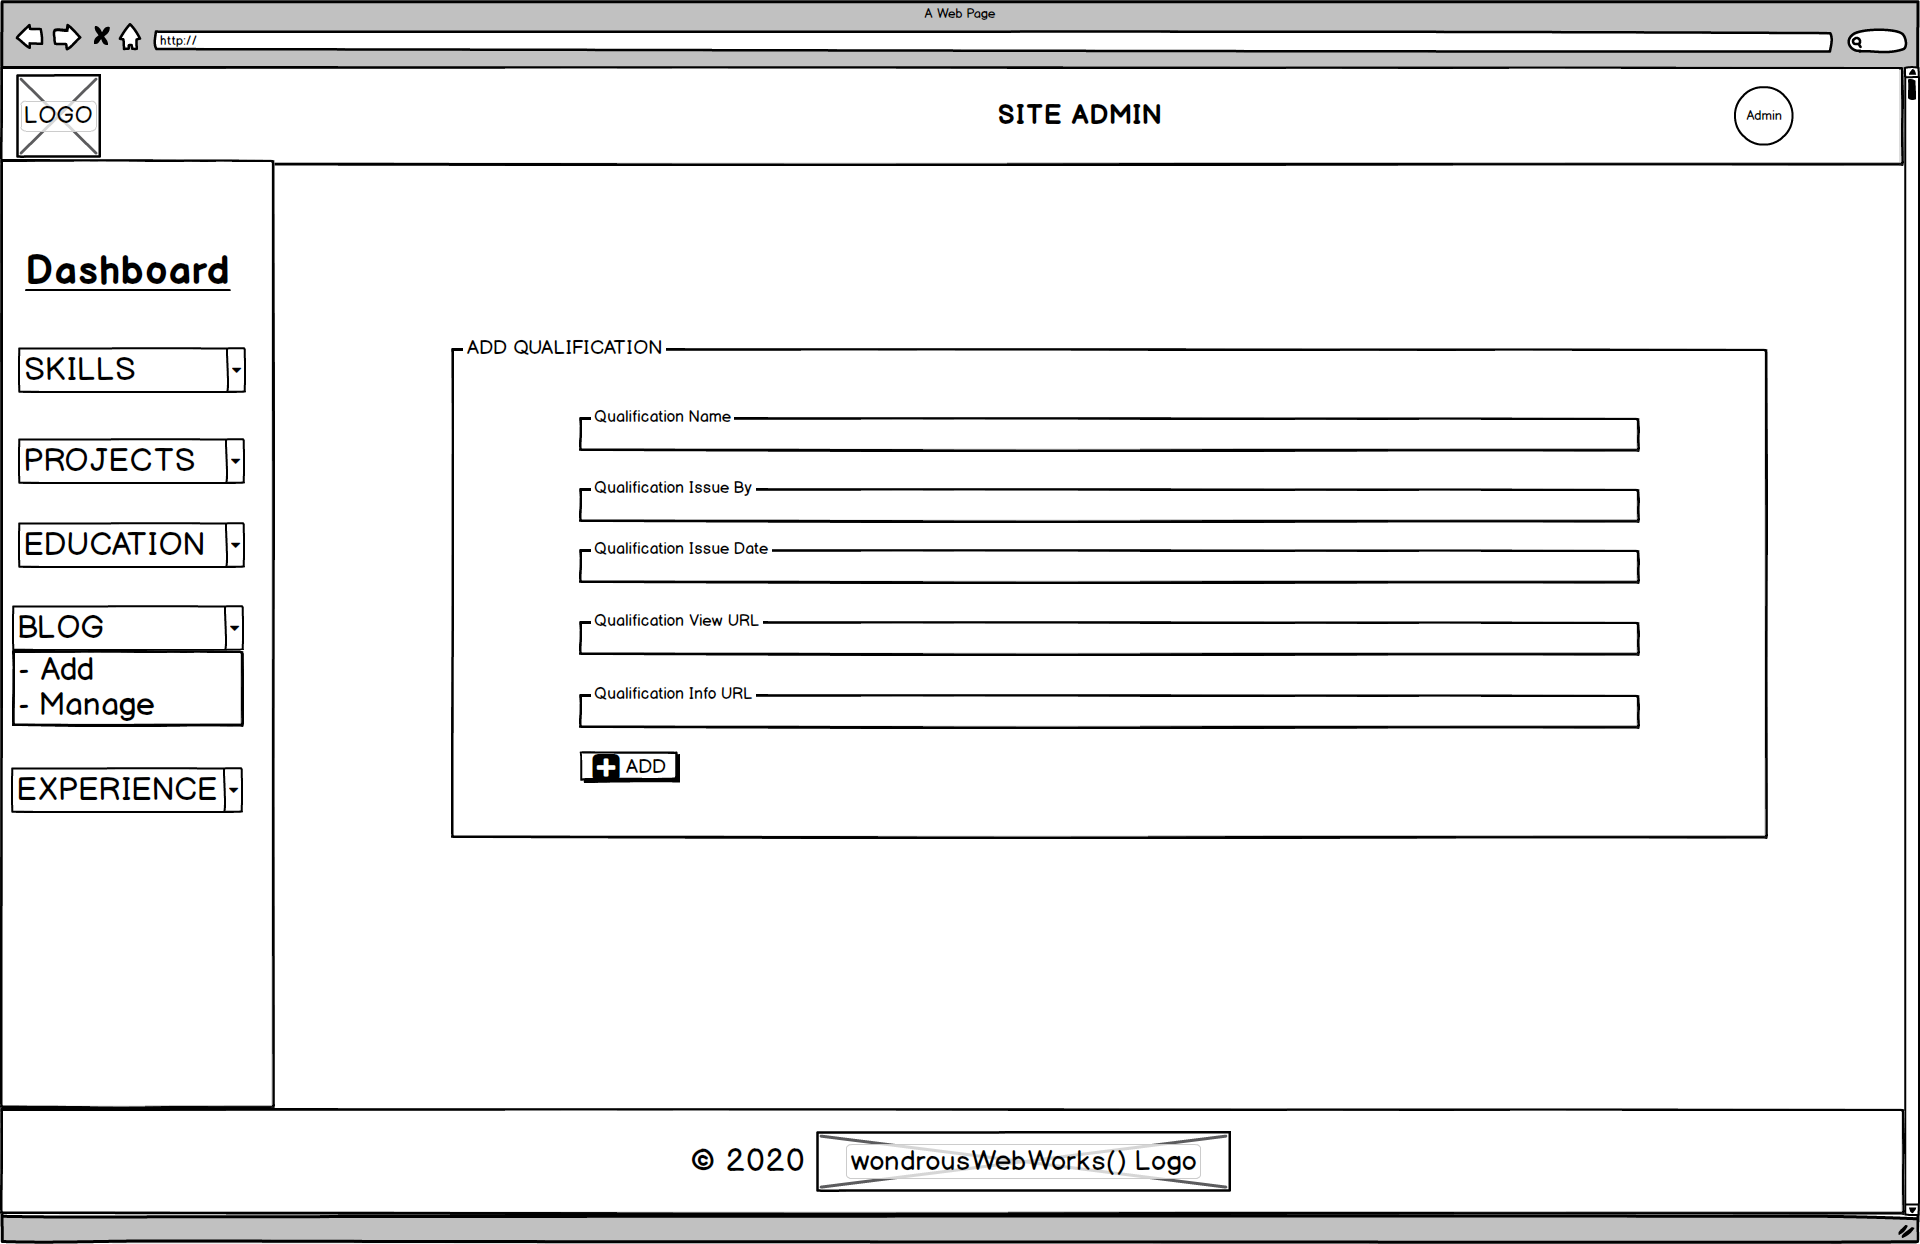 A Web Page
http://
LOGO
SITE ADMIN
Admin
Dashboard
SKILLS
PROJECTS
EDUCATION
BLOG
- Add
- Manage
EXPERIENCE
ADD QUALIFICATION
Qualification Name
Qualification Issue By
Qualification Issue Date
Qualification View URL
Qualification Info URL
ADD
© 2020 wondrousWebWorks() Logo